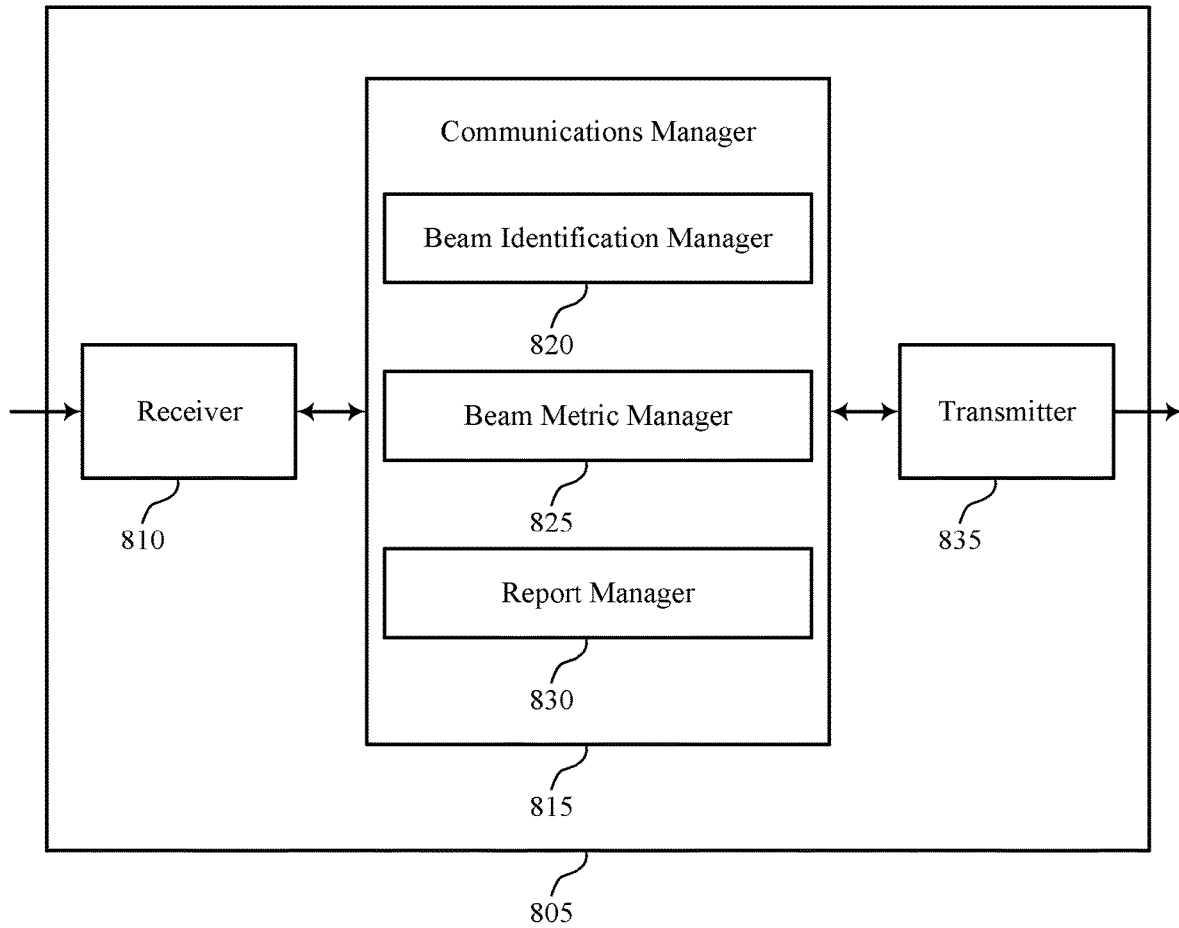 Communications Manager
Beam Identification Manager
820
Receiver
810
Beam Metric Manager
825
Transmitter
835
Report Manager
830
815
805